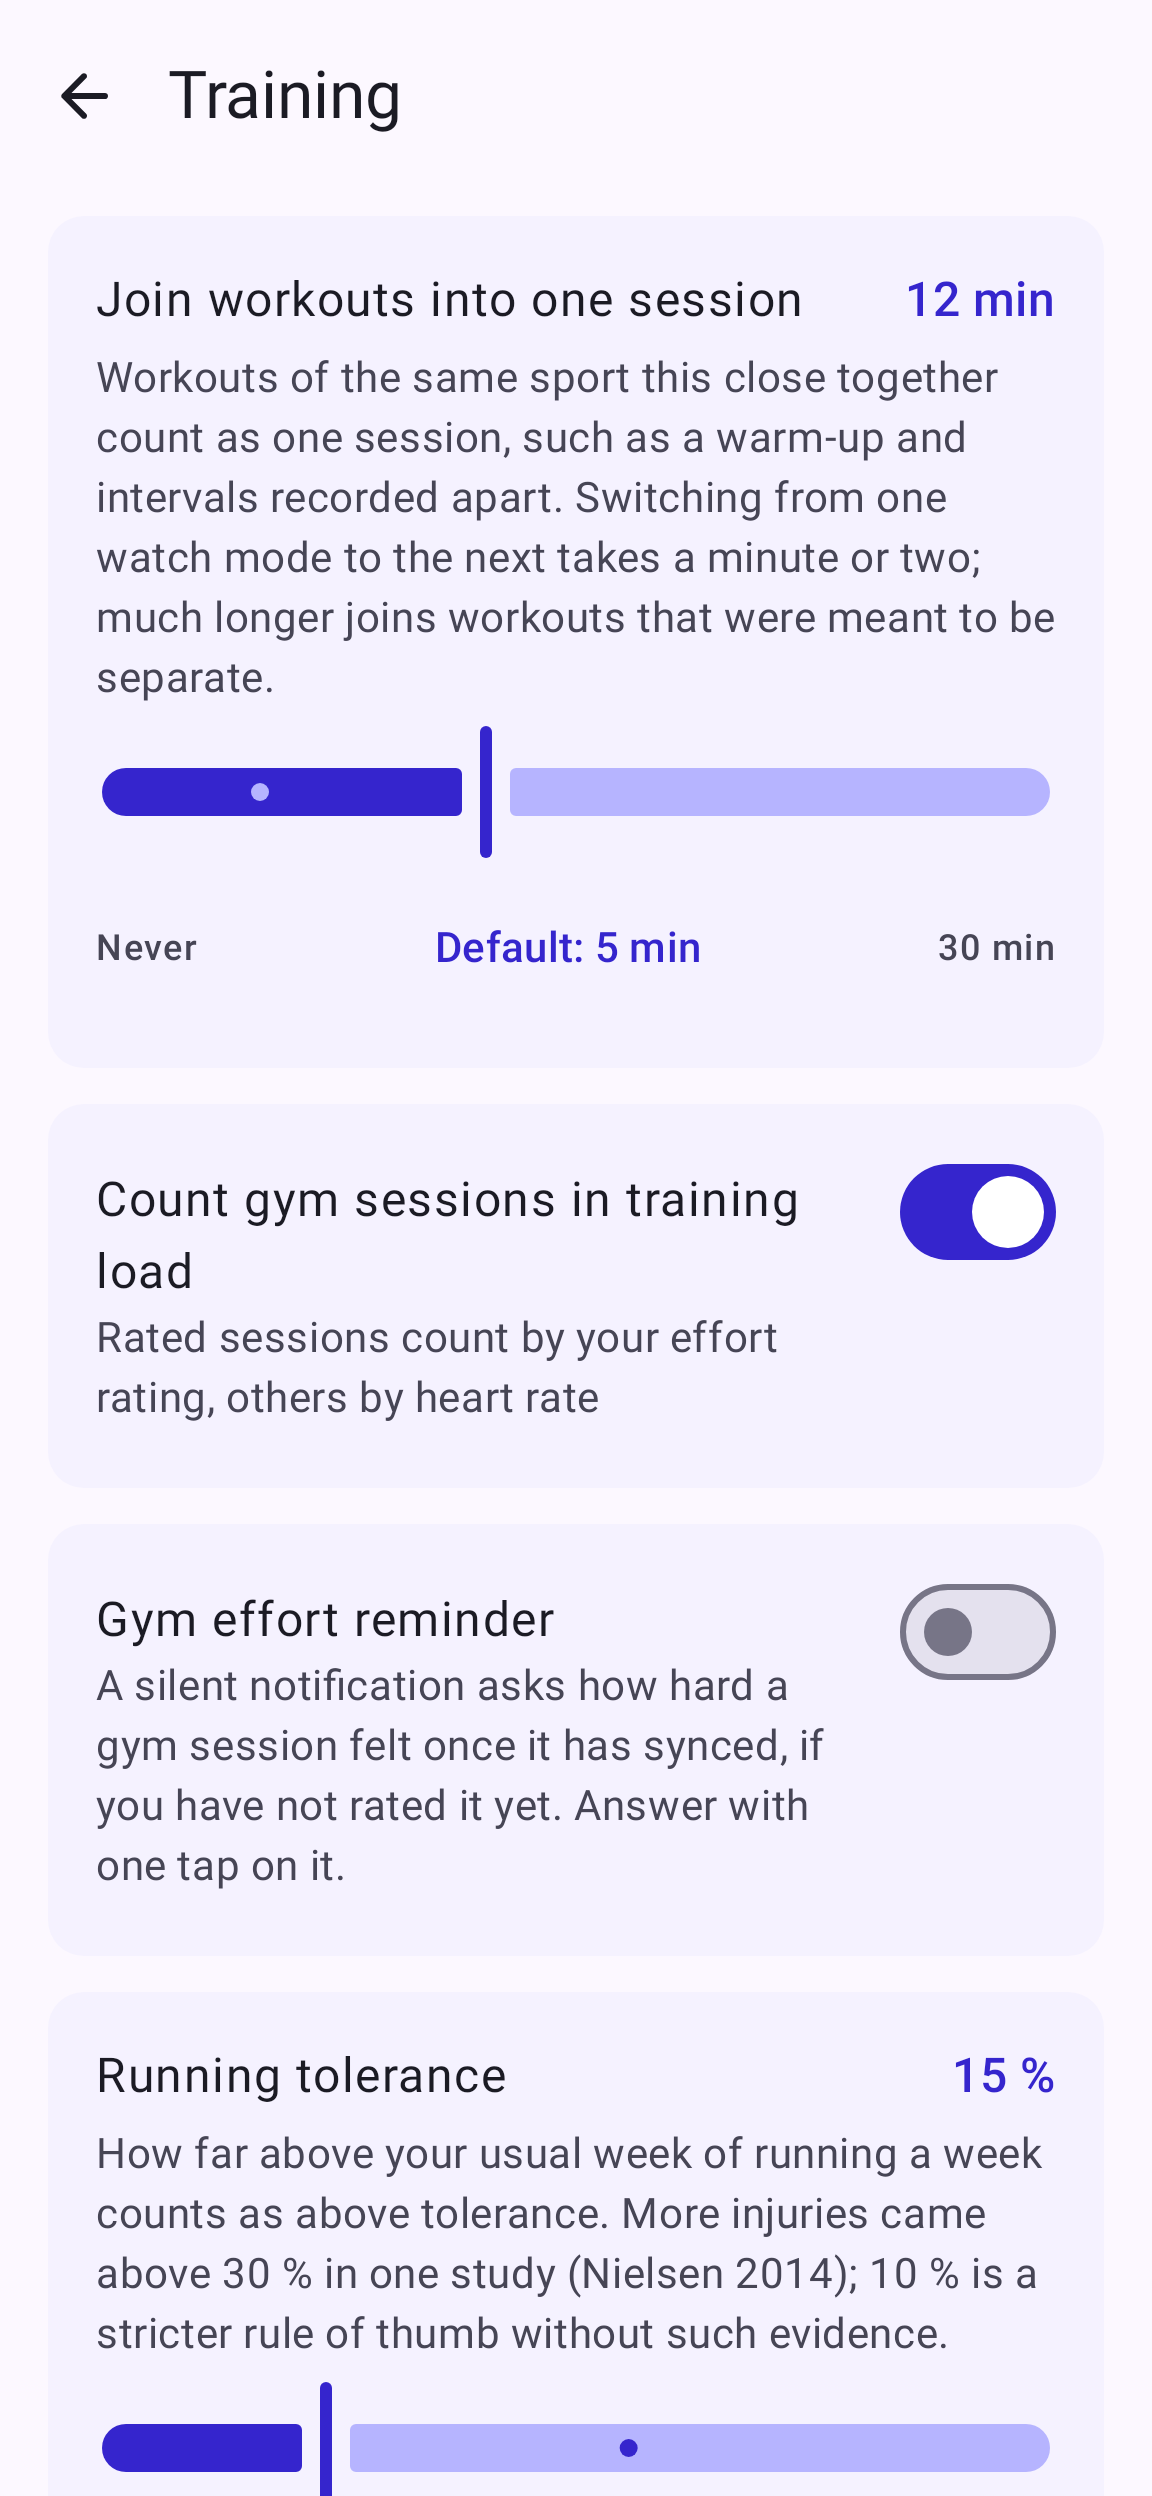 Training
Join workouts into one session
12 min
Workouts of the same sport this close together
count as one session, such as a warm-up and
intervals recorded apart. Switching from one
watch mode to the next takes a minute or two;
much longer joins workouts that were meant to be
separate.
Never
Default: 5 min
30 min
Count gym sessions in training
load
Rated sessions count by your effort
rating, others by heart rate
Gym effort reminder
A silent notification asks how hard a
gym session felt once it has synced, if
you have not rated it yet. Answer with
one tap on it.
Running tolerance
15 %
How far above your usual week of running a week
counts as above tolerance. More injuries came
above 30 % in one study (Nielsen 2014); 10 % is a
stricter rule of thumb without such evidence.